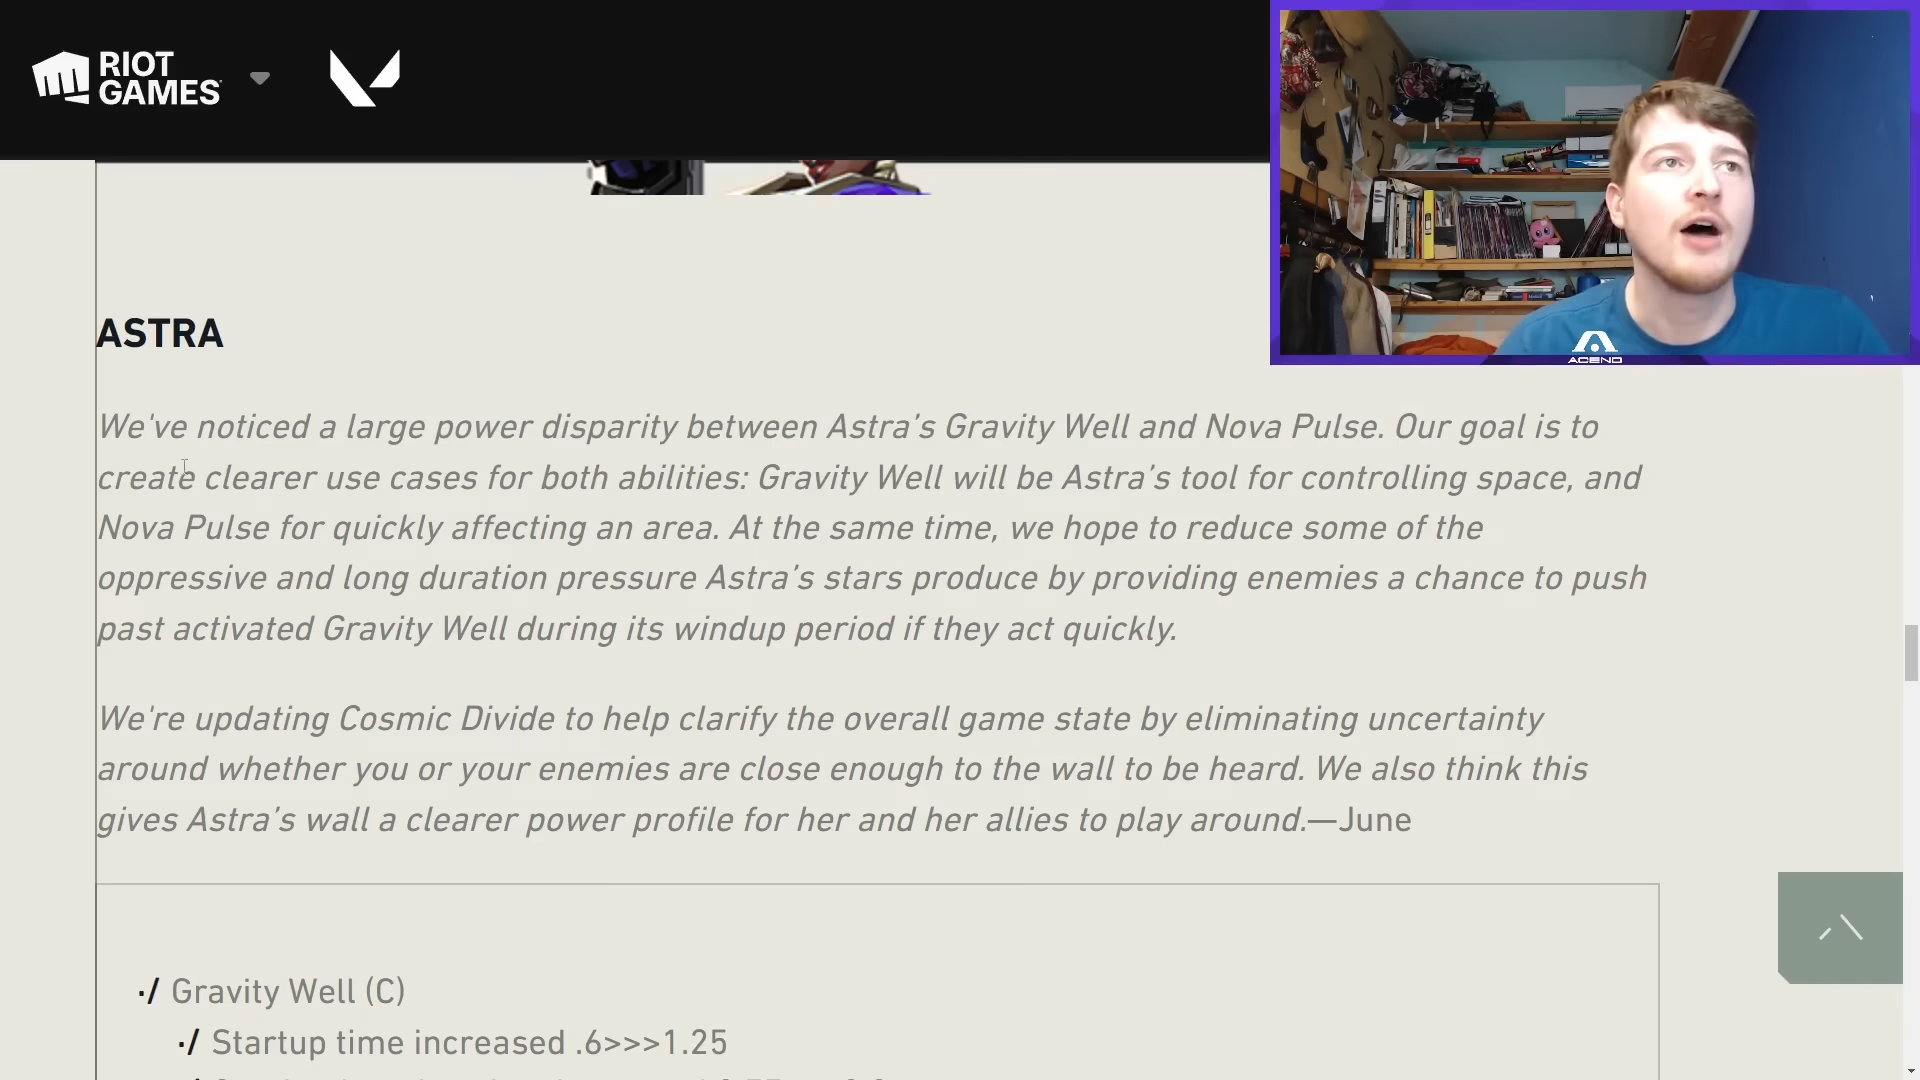 RIOT
GAMES
ACEND
ASTRA
We've noticed a large power disparity between Astra’s Gravity Well and Nova Pulse. Our goal is to
create clearer use cases for both abilities: Gravity Well will be Astra’s tool for controlling space, and
Nova Pulse for quickly affecting an area. At the same time, we hope to reduce some of the
oppressive and long duration pressure Astra’s stars produce by providing enemies a chance to push
past activated Gravity Well during its windup period if they act quickly.
We're updating Cosmic Divide to help clarify the overall game state by eliminating uncertainty
around whether you or your enemies are close enough to the wall to be heard. We also think this
gives Astra’s wall a clearer power profile for her and her allies to play around.—June
Gravity Well (C)
Startup time increased .6>>>1.25